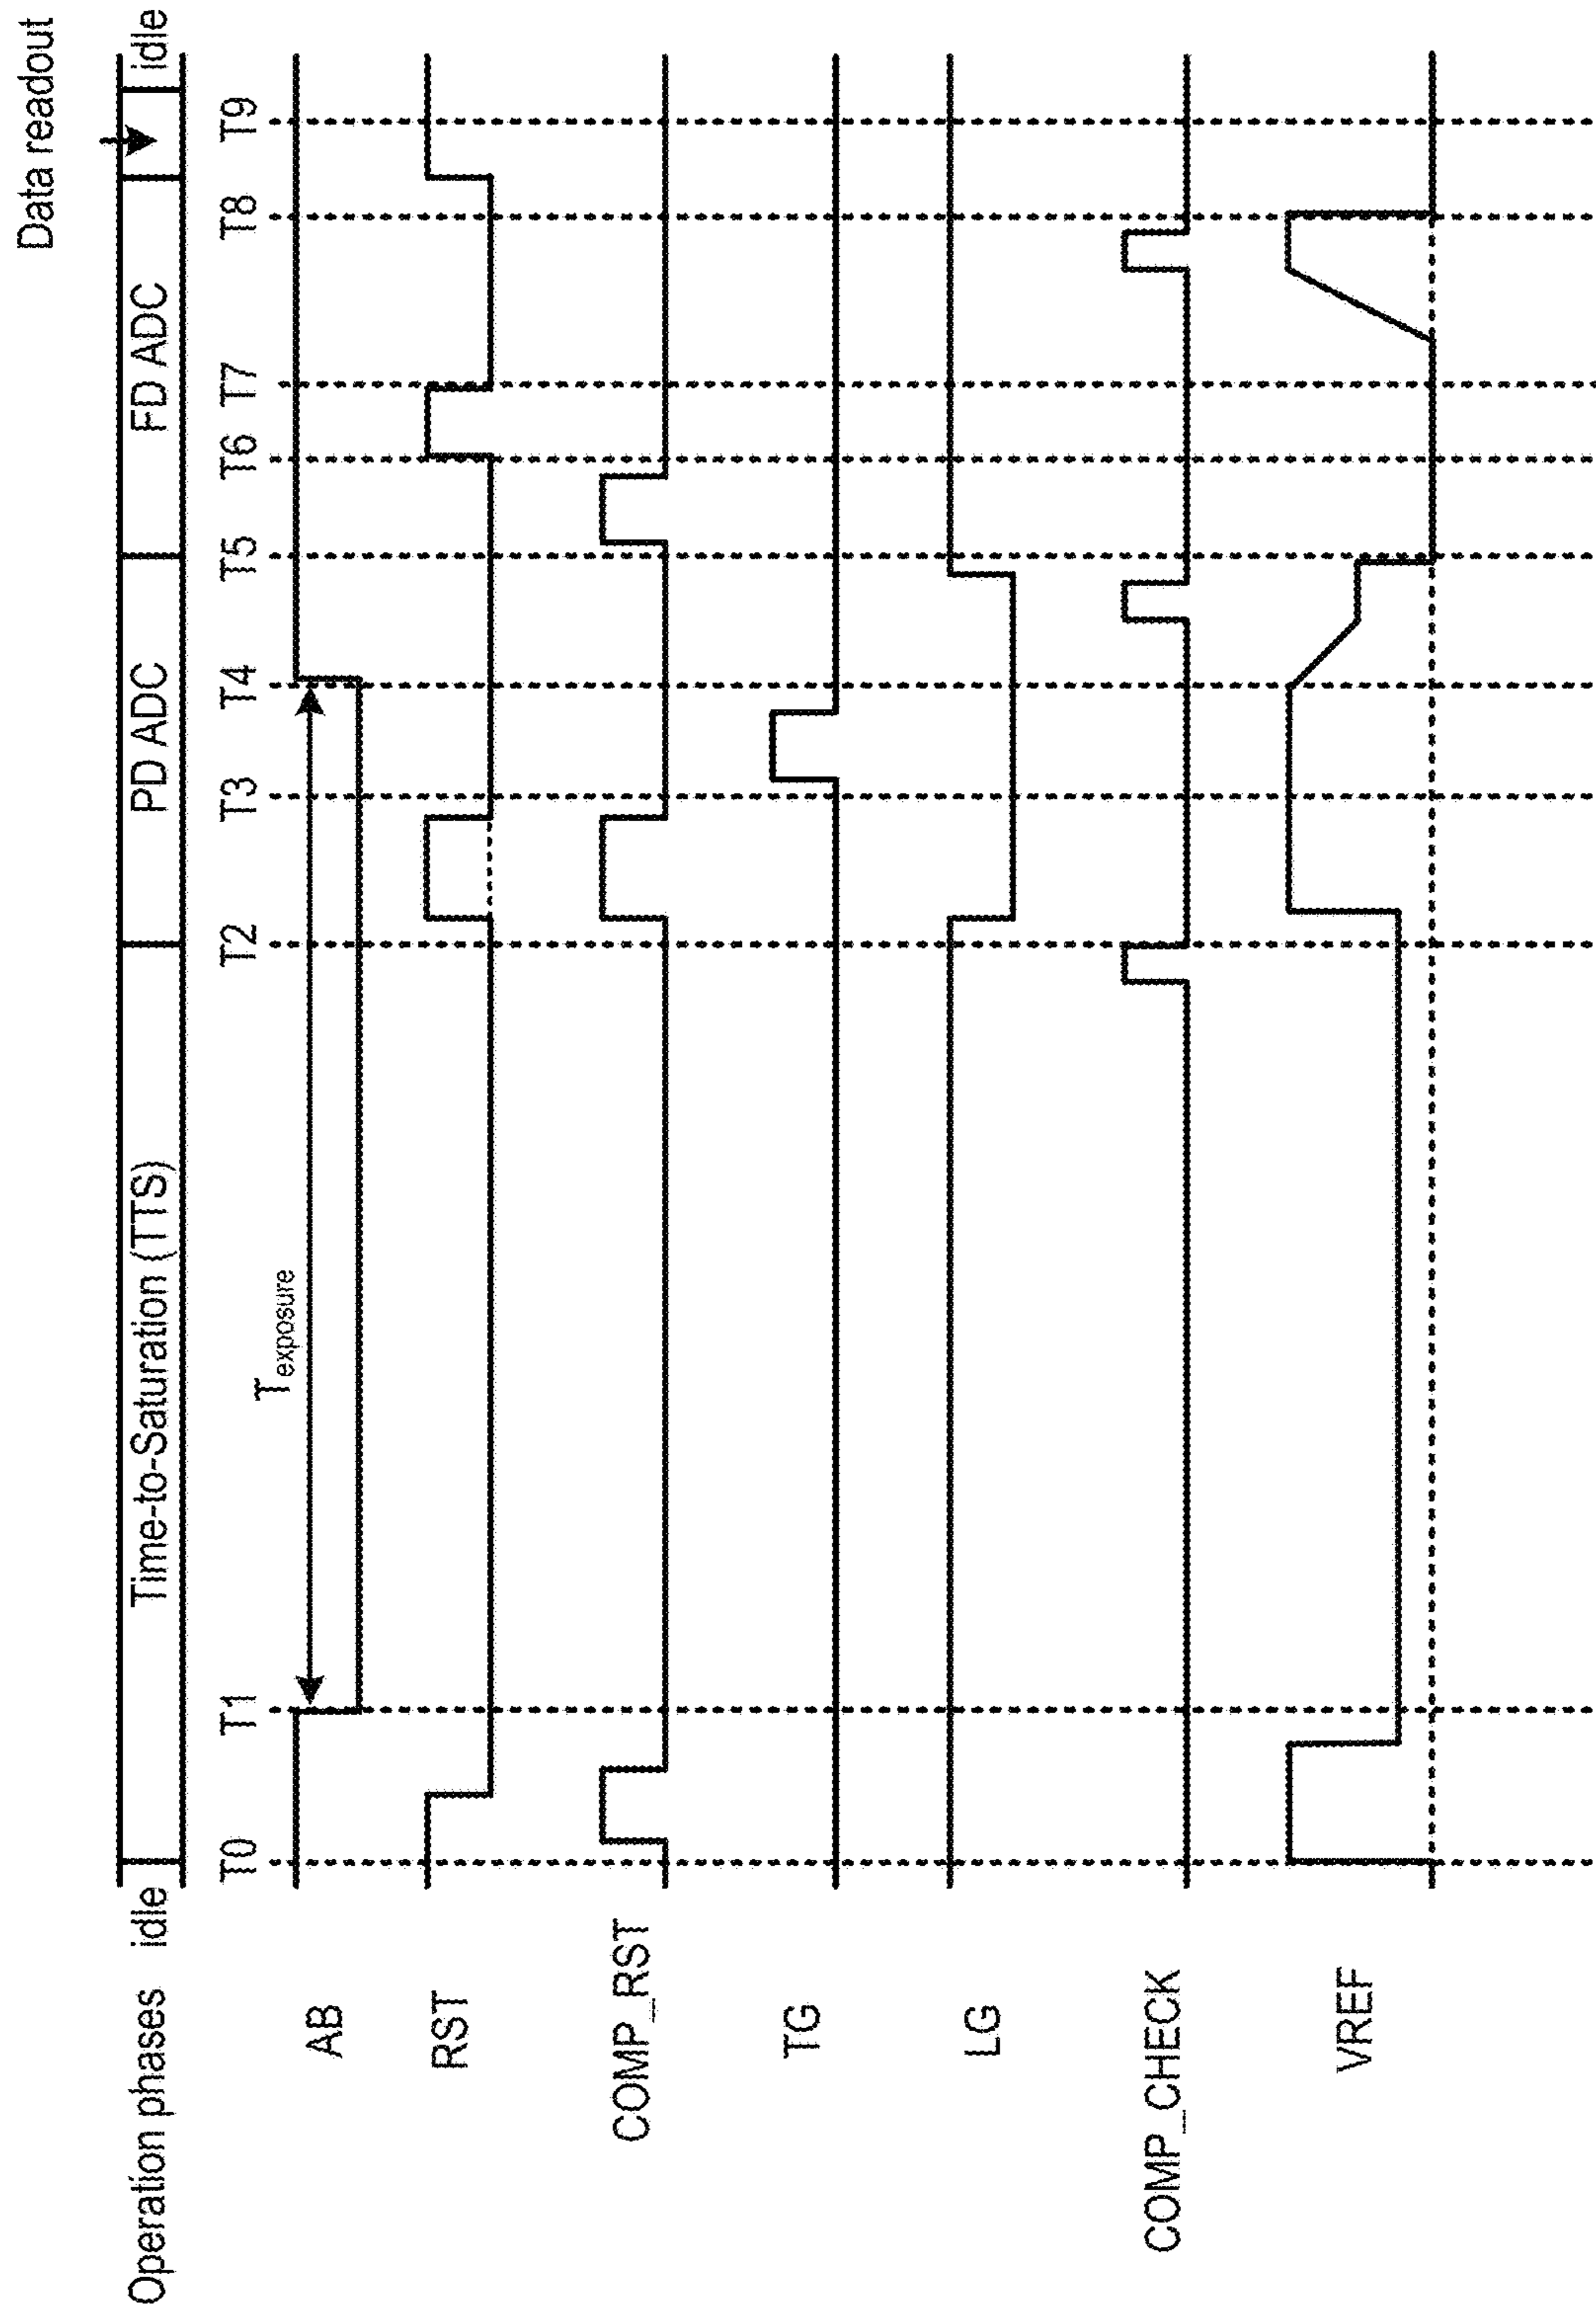 Data readout
Operation phases idle Time-to-Saturation (TTS) PD ADC FD ADC idle
T0 T1 T2 T3 T4 T5 T6 T7 T8 T9
Texposure
AB
RST
COMP_RST
TG
LG
COMP_CHECK
VREF